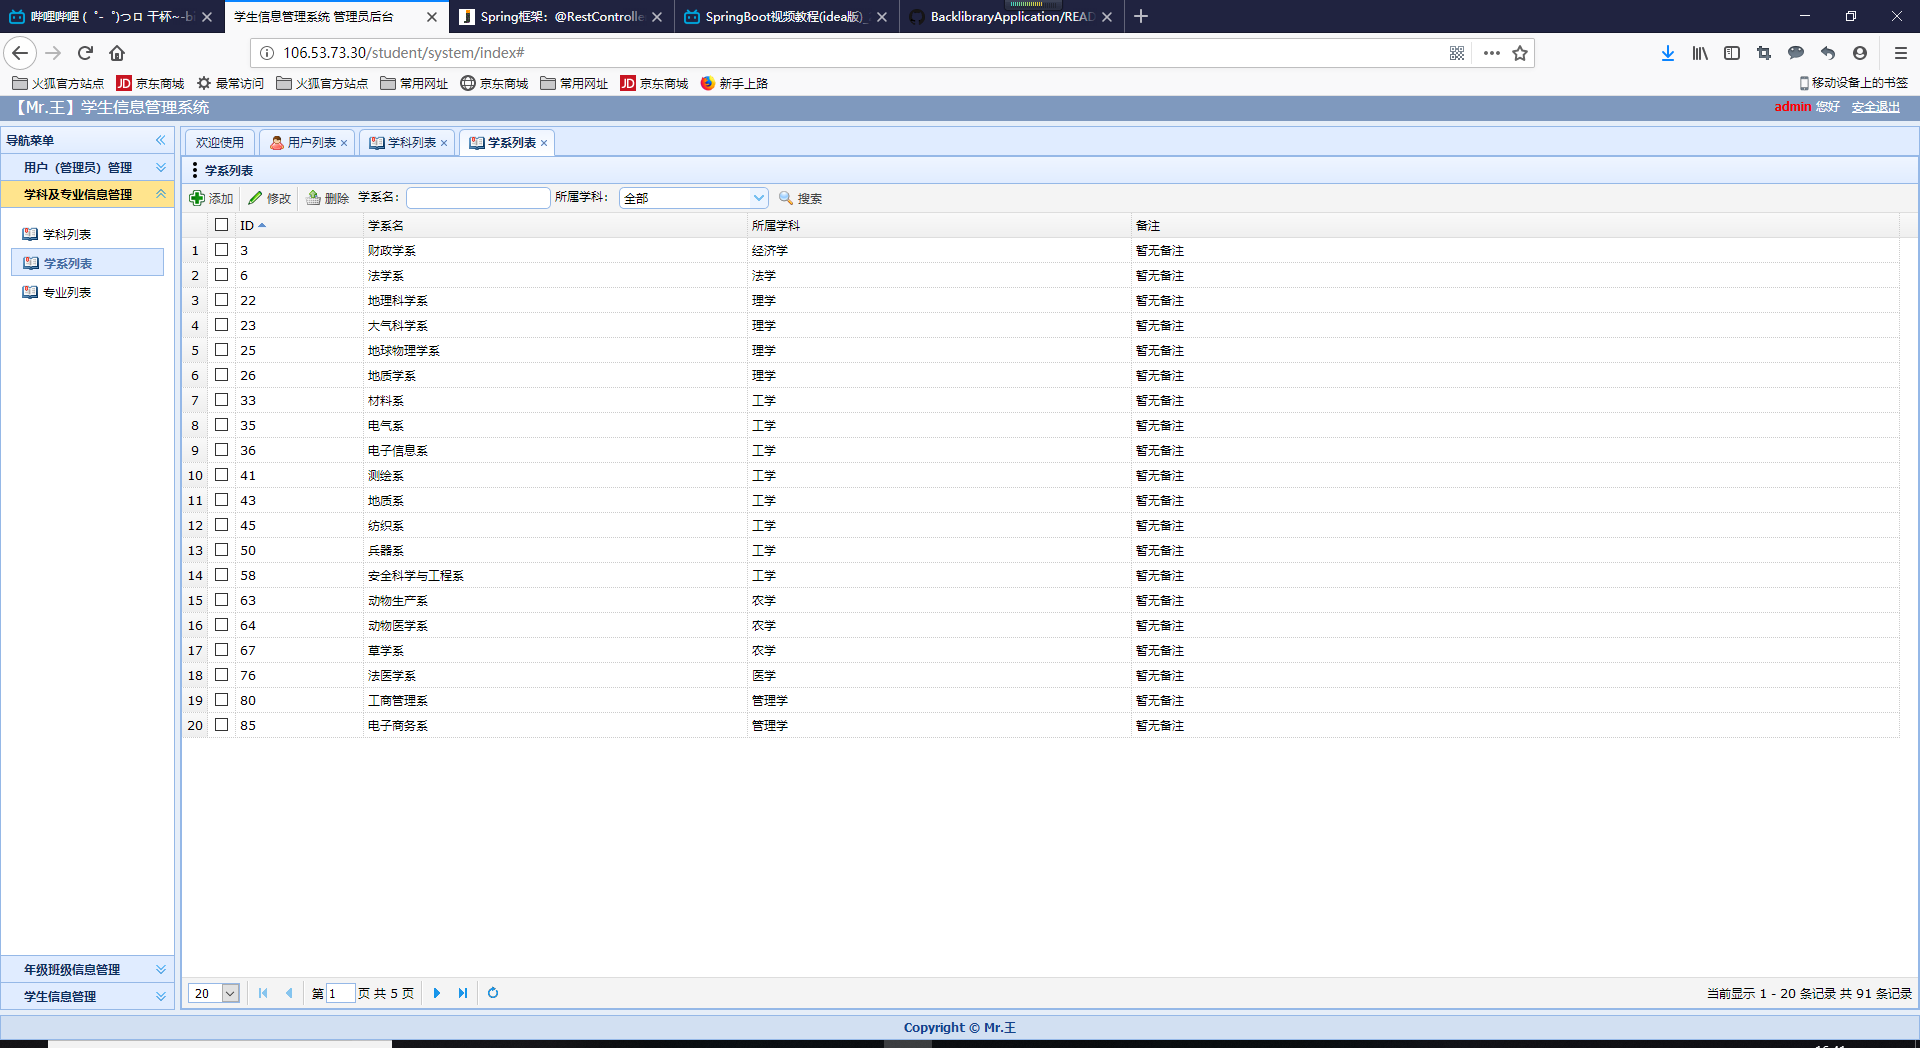 哔哩哔哩 ( ゜- ゜)つロ 干杯~-bi
学生信息管理系统 管理员后台
Spring框架：@RestControlle
SpringBoot视频教程(idea版)_
BacklibraryApplication/READ
106.53.73.30/student/system/index#
火狐官方站点 JD 京东商城 最常访问 火狐官方站点 常用网址 京东商城 常用网址 JD 京东商城 新手上路 移动设备上的书签
【Mr.王】学生信息管理系统 admin 您好 安全退出
导航菜单
用户（管理员）管理
学科及专业信息管理
学科列表
学系列表
专业列表
年级班级信息管理
学生信息管理
欢迎使用 用户列表 学科列表 学系列表
学系列表
添加 修改 删除 学系名： 所属学科： 全部 搜索
ID 学系名 所属学科 备注
1 3 财政学系 经济学 暂无备注
2 6 法学系 法学 暂无备注
3 22 地理科学系 理学 暂无备注
4 23 大气科学系 理学 暂无备注
5 25 地球物理学系 理学 暂无备注
6 26 地质学系 理学 暂无备注
7 33 材料系 工学 暂无备注
8 35 电气系 工学 暂无备注
9 36 电子信息系 工学 暂无备注
10 41 测绘系 工学 暂无备注
11 43 地质系 工学 暂无备注
12 45 纺织系 工学 暂无备注
13 50 兵器系 工学 暂无备注
14 58 安全科学与工程系 工学 暂无备注
15 63 动物生产系 农学 暂无备注
16 64 动物医学系 农学 暂无备注
17 67 草学系 农学 暂无备注
18 76 法医学系 医学 暂无备注
19 80 工商管理系 管理学 暂无备注
20 85 电子商务系 管理学 暂无备注
20 第 1 页 共 5 页 当前显示 1 - 20 条记录 共 91 条记录
Copyright © Mr.王